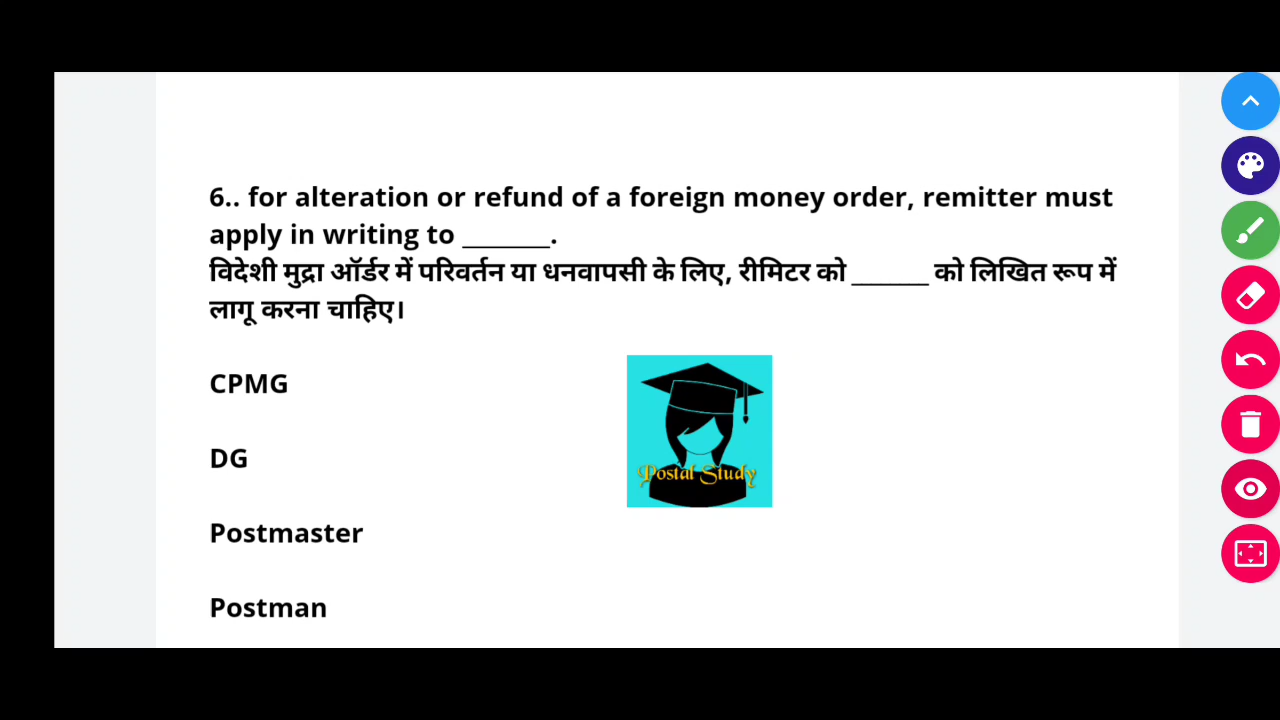 6.. for alteration or refund of a foreign money order, remitter must
apply in writing to _______.
विदेशी मुद्रा ऑर्डर में परिवर्तन या धनवापसी के लिए, रीमिटर को _______ को लिखित रूप में
लागू करना चाहिए।
CPMG
DG
Postal Study
Postmaster
Postman